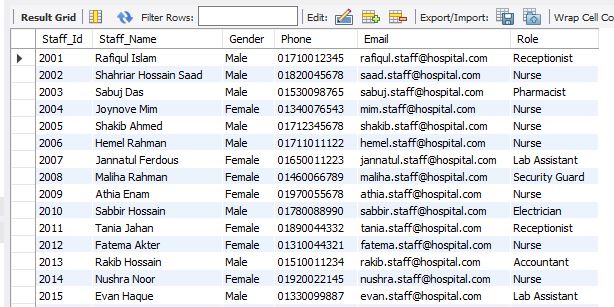 Result Grid Filter Rows: Edit: Export/Import: Wrap Cell Co
Staff_Id Staff_Name Gender Phone Email Role
2001 Rafiqul Islam Male 01710012345 rafiqul.staff@hospital.com Receptionist
2002 Shahriar Hossain Saad Male 01820045678 saad.staff@hospital.com Nurse
2003 Sabuj Das Male 01530098765 sabuj.staff@hospital.com Pharmacist
2004 Joynove Mim Female 01340076543 mim.staff@hospital.com Nurse
2005 Shakib Ahmed Male 01712345678 shakib.staff@hospital.com Nurse
2006 Hemel Rahman Male 01711011122 hemel.staff@hospital.com Nurse
2007 Jannatul Ferdous Female 01650011223 jannatul.staff@hospital.com Lab Assistant
2008 Maliha Rahman Female 01460066789 maliha.staff@hospital.com Security Guard
2009 Athia Enam Female 01970055678 athia.staff@hospital.com Nurse
2010 Sabbir Hossain Male 01780088990 sabbir.staff@hospital.com Electrician
2011 Tania Jahan Female 01890044332 tania.staff@hospital.com Receptionist
2012 Fatema Akter Female 01310044321 fatema.staff@hospital.com Nurse
2013 Rakib Hossain Male 01510011234 rakib.staff@hospital.com Accountant
2014 Nushra Noor Female 01920022145 nushra.staff@hospital.com Nurse
2015 Evan Haque Male 01330099887 evan.staff@hospital.com Lab Assistant